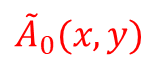 Ã₀(x, y)